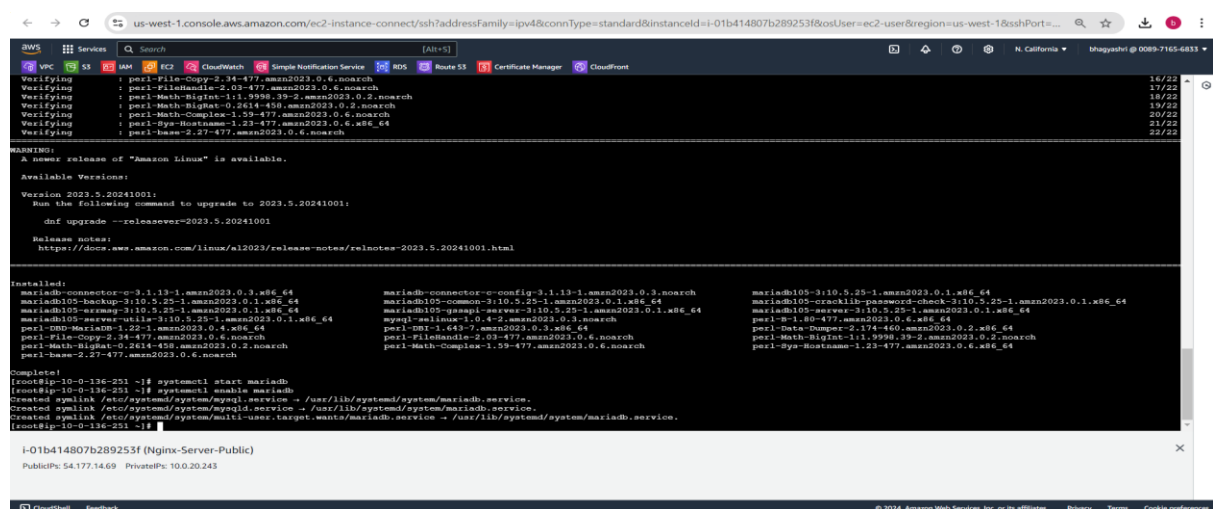 us-west-1.console.aws.amazon.com/ec2-instance-connect/ssh?addressFamily=ipv4&connType=standard&instanceId=i-01b414807b289253f&osUser=ec2-user&region=us-west-1&sshPort=...
aws Services Search [Alt+S] N. California bhagyashri @ 0089-7165-6833
VPC S3 IAM EC2 CloudWatch Simple Notification Service RDS Route 53 Certificate Manager CloudFront
Verifying : perl-File-Copy-2.34-477.amzn2023.0.6.noarch 16/22
Verifying : perl-FileHandle-2.03-477.amzn2023.0.6.noarch 17/22
Verifying : perl-Math-BigInt-1:1.9998.39-2.amzn2023.0.2.noarch 18/22
Verifying : perl-Math-BigRat-0.2614-458.amzn2023.0.2.noarch 19/22
Verifying : perl-Math-Complex-1.59-477.amzn2023.0.6.noarch 20/22
Verifying : perl-Sys-Hostname-1.23-477.amzn2023.0.6.x86_64 21/22
Verifying : perl-base-2.27-477.amzn2023.0.6.noarch 22/22
WARNING:
A newer release of "Amazon Linux" is available.
Available Versions:
Version 2023.5.20241001:
Run the following command to upgrade to 2023.5.20241001:
dnf upgrade --releasever=2023.5.20241001
Release notes:
https://docs.aws.amazon.com/linux/al2023/release-notes/relnotes-2023.5.20241001.html
Installed:
mariadb-connector-c-3.1.13-1.amzn2023.0.3.x86_64 mariadb-connector-c-config-3.1.13-1.amzn2023.0.3.noarch mariadb105-3:10.5.25-1.amzn2023.0.1.x86_64
mariadb105-backup-3:10.5.25-1.amzn2023.0.1.x86_64 mariadb105-common-3:10.5.25-1.amzn2023.0.1.x86_64 mariadb105-cracklib-password-check-3:10.5.25-1.amzn2023.0.1.x86_64
mariadb105-errmsg-3:10.5.25-1.amzn2023.0.1.x86_64 mariadb105-gssapi-server-3:10.5.25-1.amzn2023.0.1.x86_64 mariadb105-server-3:10.5.25-1.amzn2023.0.1.x86_64
mariadb105-server-utils-3:10.5.25-1.amzn2023.0.1.x86_64 mysql-selinux-1.0.4-2.amzn2023.0.3.noarch perl-B-1.80-477.amzn2023.0.6.x86_64
perl-DBD-MariaDB-1.22-1.amzn2023.0.4.x86_64 perl-DBI-1.643-7.amzn2023.0.3.x86_64 perl-Data-Dumper-2.174-460.amzn2023.0.2.x86_64
perl-File-Copy-2.34-477.amzn2023.0.6.noarch perl-FileHandle-2.03-477.amzn2023.0.6.noarch perl-Math-BigInt-1:1.9998.39-2.amzn2023.0.2.noarch
perl-Math-BigRat-0.2614-458.amzn2023.0.2.noarch perl-Math-Complex-1.59-477.amzn2023.0.6.noarch perl-Sys-Hostname-1.23-477.amzn2023.0.6.x86_64
perl-base-2.27-477.amzn2023.0.6.noarch
Complete!
[root@ip-10-0-136-251 ~]# systemctl start mariadb
[root@ip-10-0-136-251 ~]# systemctl enable mariadb
Created symlink /etc/systemd/system/mysql.service → /usr/lib/systemd/system/mariadb.service.
Created symlink /etc/systemd/system/mysqld.service → /usr/lib/systemd/system/mariadb.service.
Created symlink /etc/systemd/system/multi-user.target.wants/mariadb.service → /usr/lib/systemd/system/mariadb.service.
[root@ip-10-0-136-251 ~]#
i-01b414807b289253f (Nginx-Server-Public)
PublicIPs: 54.177.14.69 PrivateIPs: 10.0.20.243
CloudShell Feedback © 2024, Amazon Web Services, Inc. or its affiliates. Privacy Terms Cookie preferences